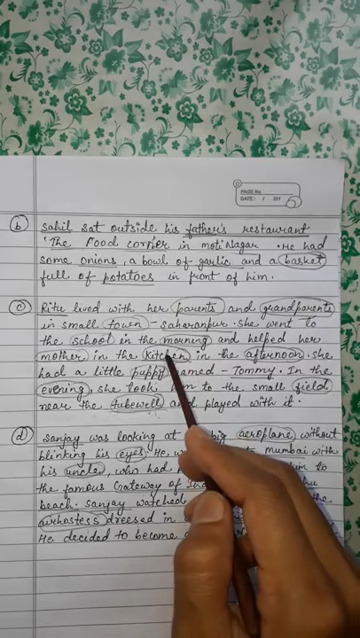 PAGE No.
DATE: / /201
(b) Sahil sat outside his father's restaurant
'The Food corner in moti Nagar. He had
some onions, a bowl of garlic and a basket
full of potatoes in front of him.
(c) Ritu lived with her parents and grandparents
in small town - Saharanpur. She went to
the school in the morning and helped her
mother in the kitchen in the afternoon. She
had a little puppy named - Tommy. In the
evening, she took to the small field
near the tubewell and played with it.
(d) Sanjay was looking at big aeroplane without
blinking his eyes. He to mumbai with
his uncle, who had him to
the famous Gateway of
beach. Sanjay watched the
airhostess dressed in
He decided to become a